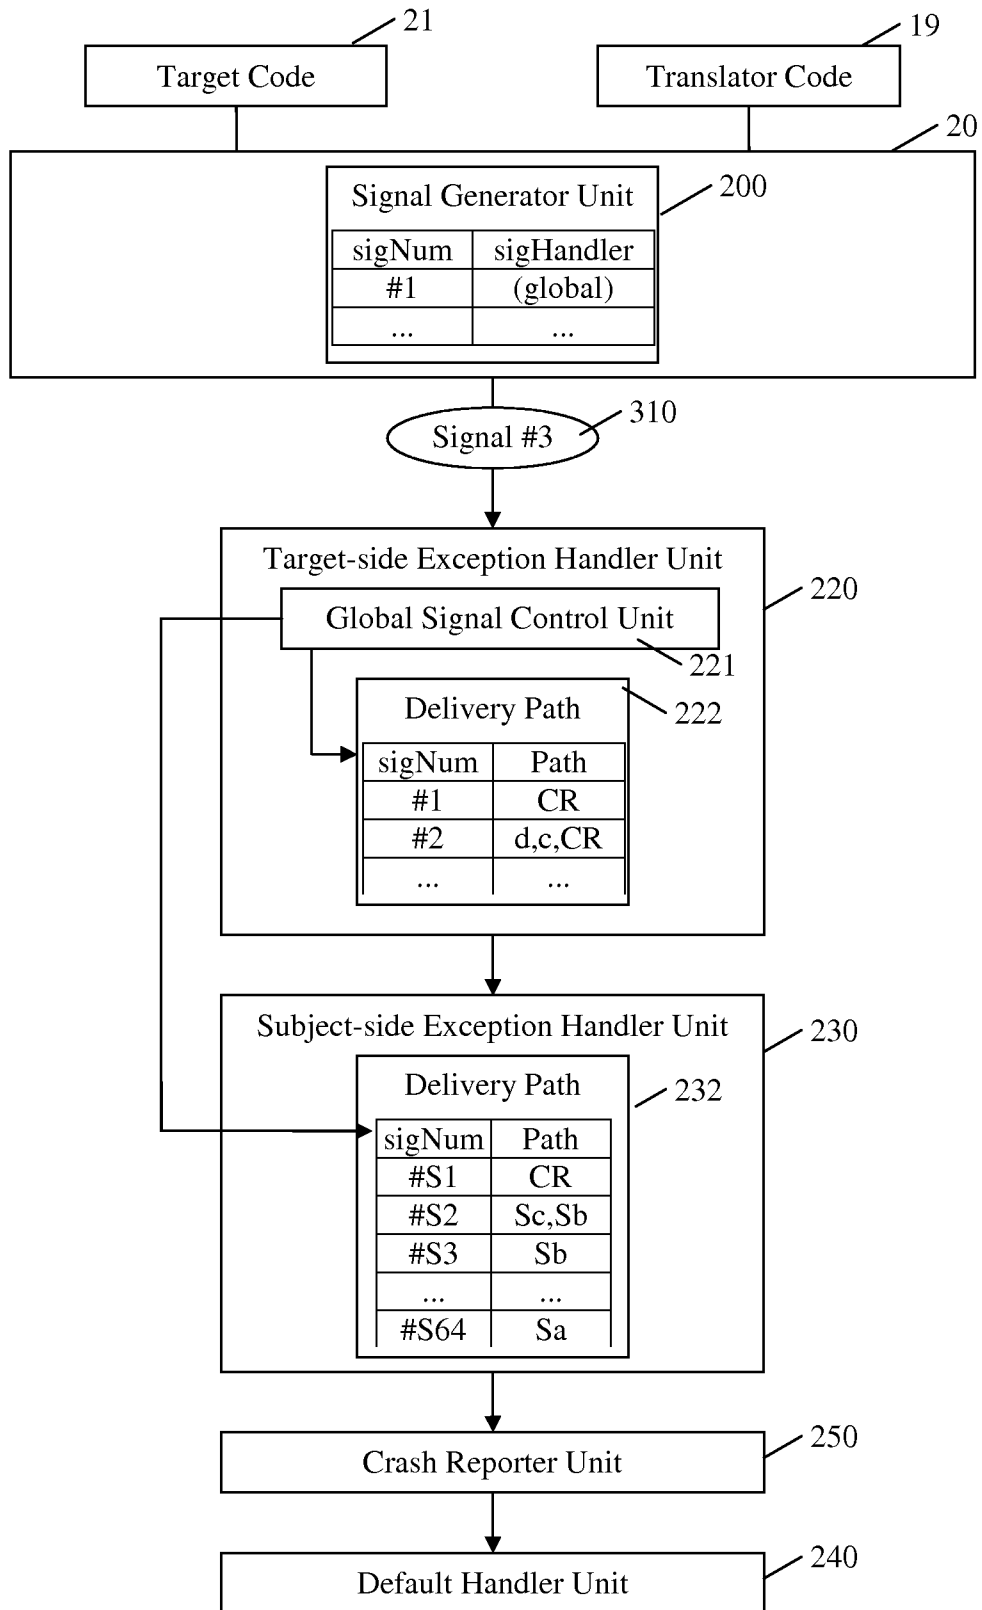 21
19
Target Code
Translator Code
20
Signal Generator Unit
200
sigNum sigHandler
#1 (global)
... ...
310
Signal #3
Target-side Exception Handler Unit
220
Global Signal Control Unit
221
Delivery Path
222
sigNum Path
#1 CR
#2 d,c,CR
... ...
Subject-side Exception Handler Unit
230
Delivery Path
232
sigNum Path
#S1 CR
#S2 Sc,Sb
#S3 Sb
... ...
#S64 Sa
250
Crash Reporter Unit
240
Default Handler Unit